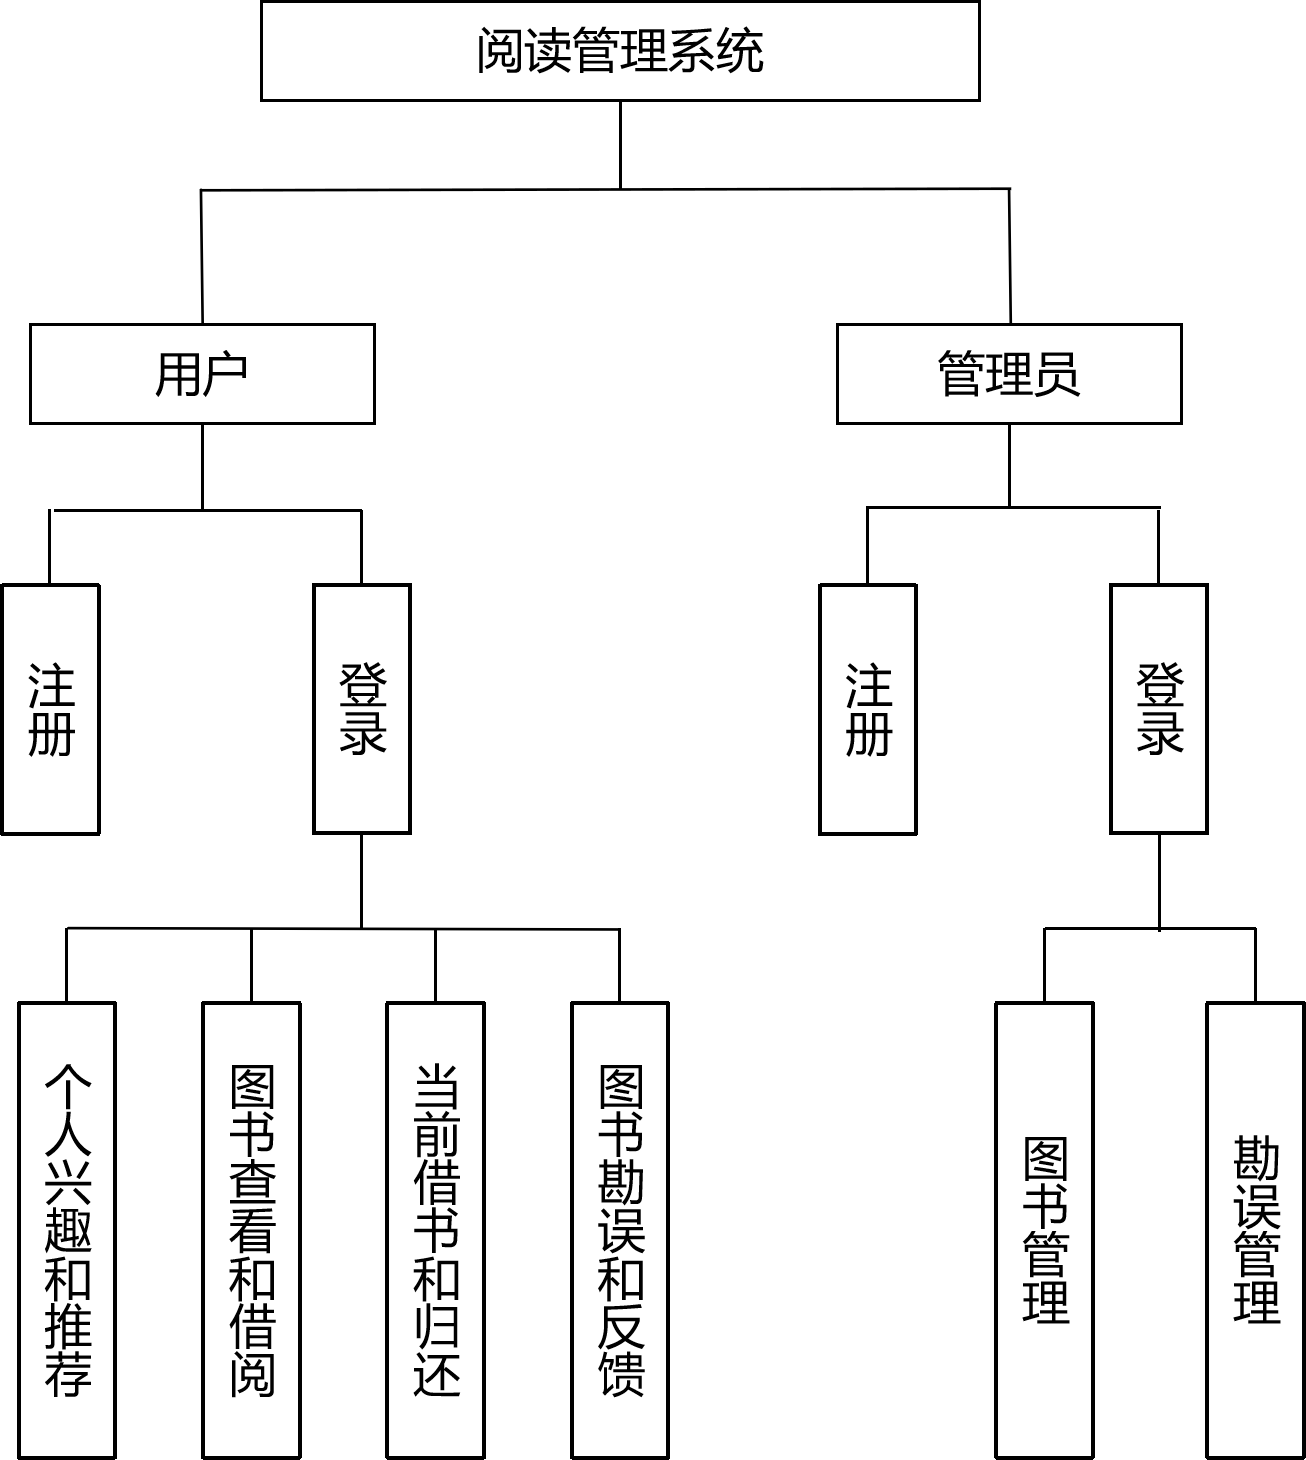 阅读管理系统
用户
管理员
注册
登录
注册
登录
个人兴趣和推荐
图书查看和借阅
当前借书和归还
图书勘误和反馈
图书管理
勘误管理